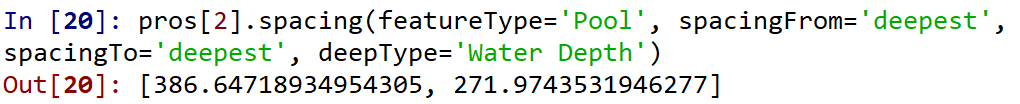 In [20]: pros[2].spacing(featureType='Pool', spacingFrom='deepest',
spacingTo='deepest', deepType='Water Depth')
Out[20]: [386.64718934954305, 271.97435319446277]